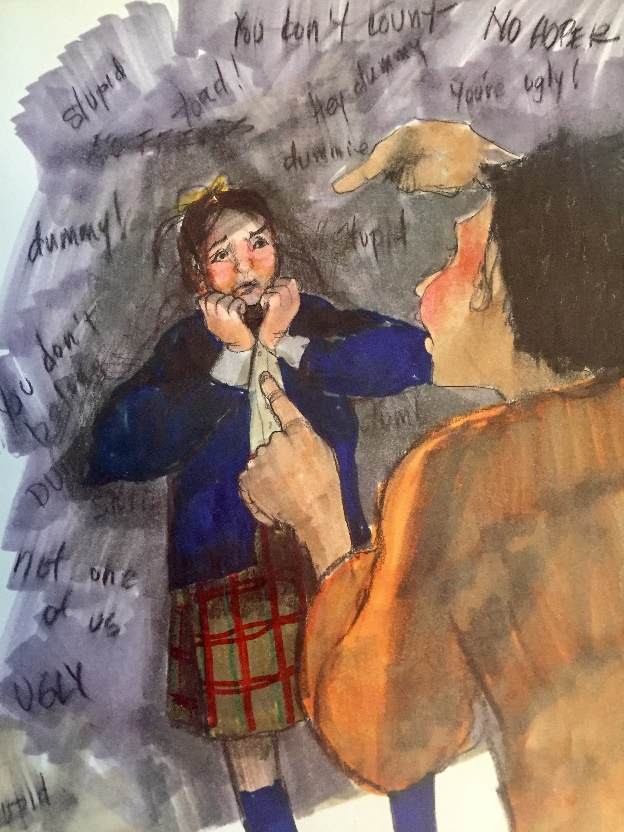 You don't count
NO HOPER
stupid
toad!
Hey dummy
You're ugly!
dummie
dummy!
stupid
You don't
not one
of us
UGLY